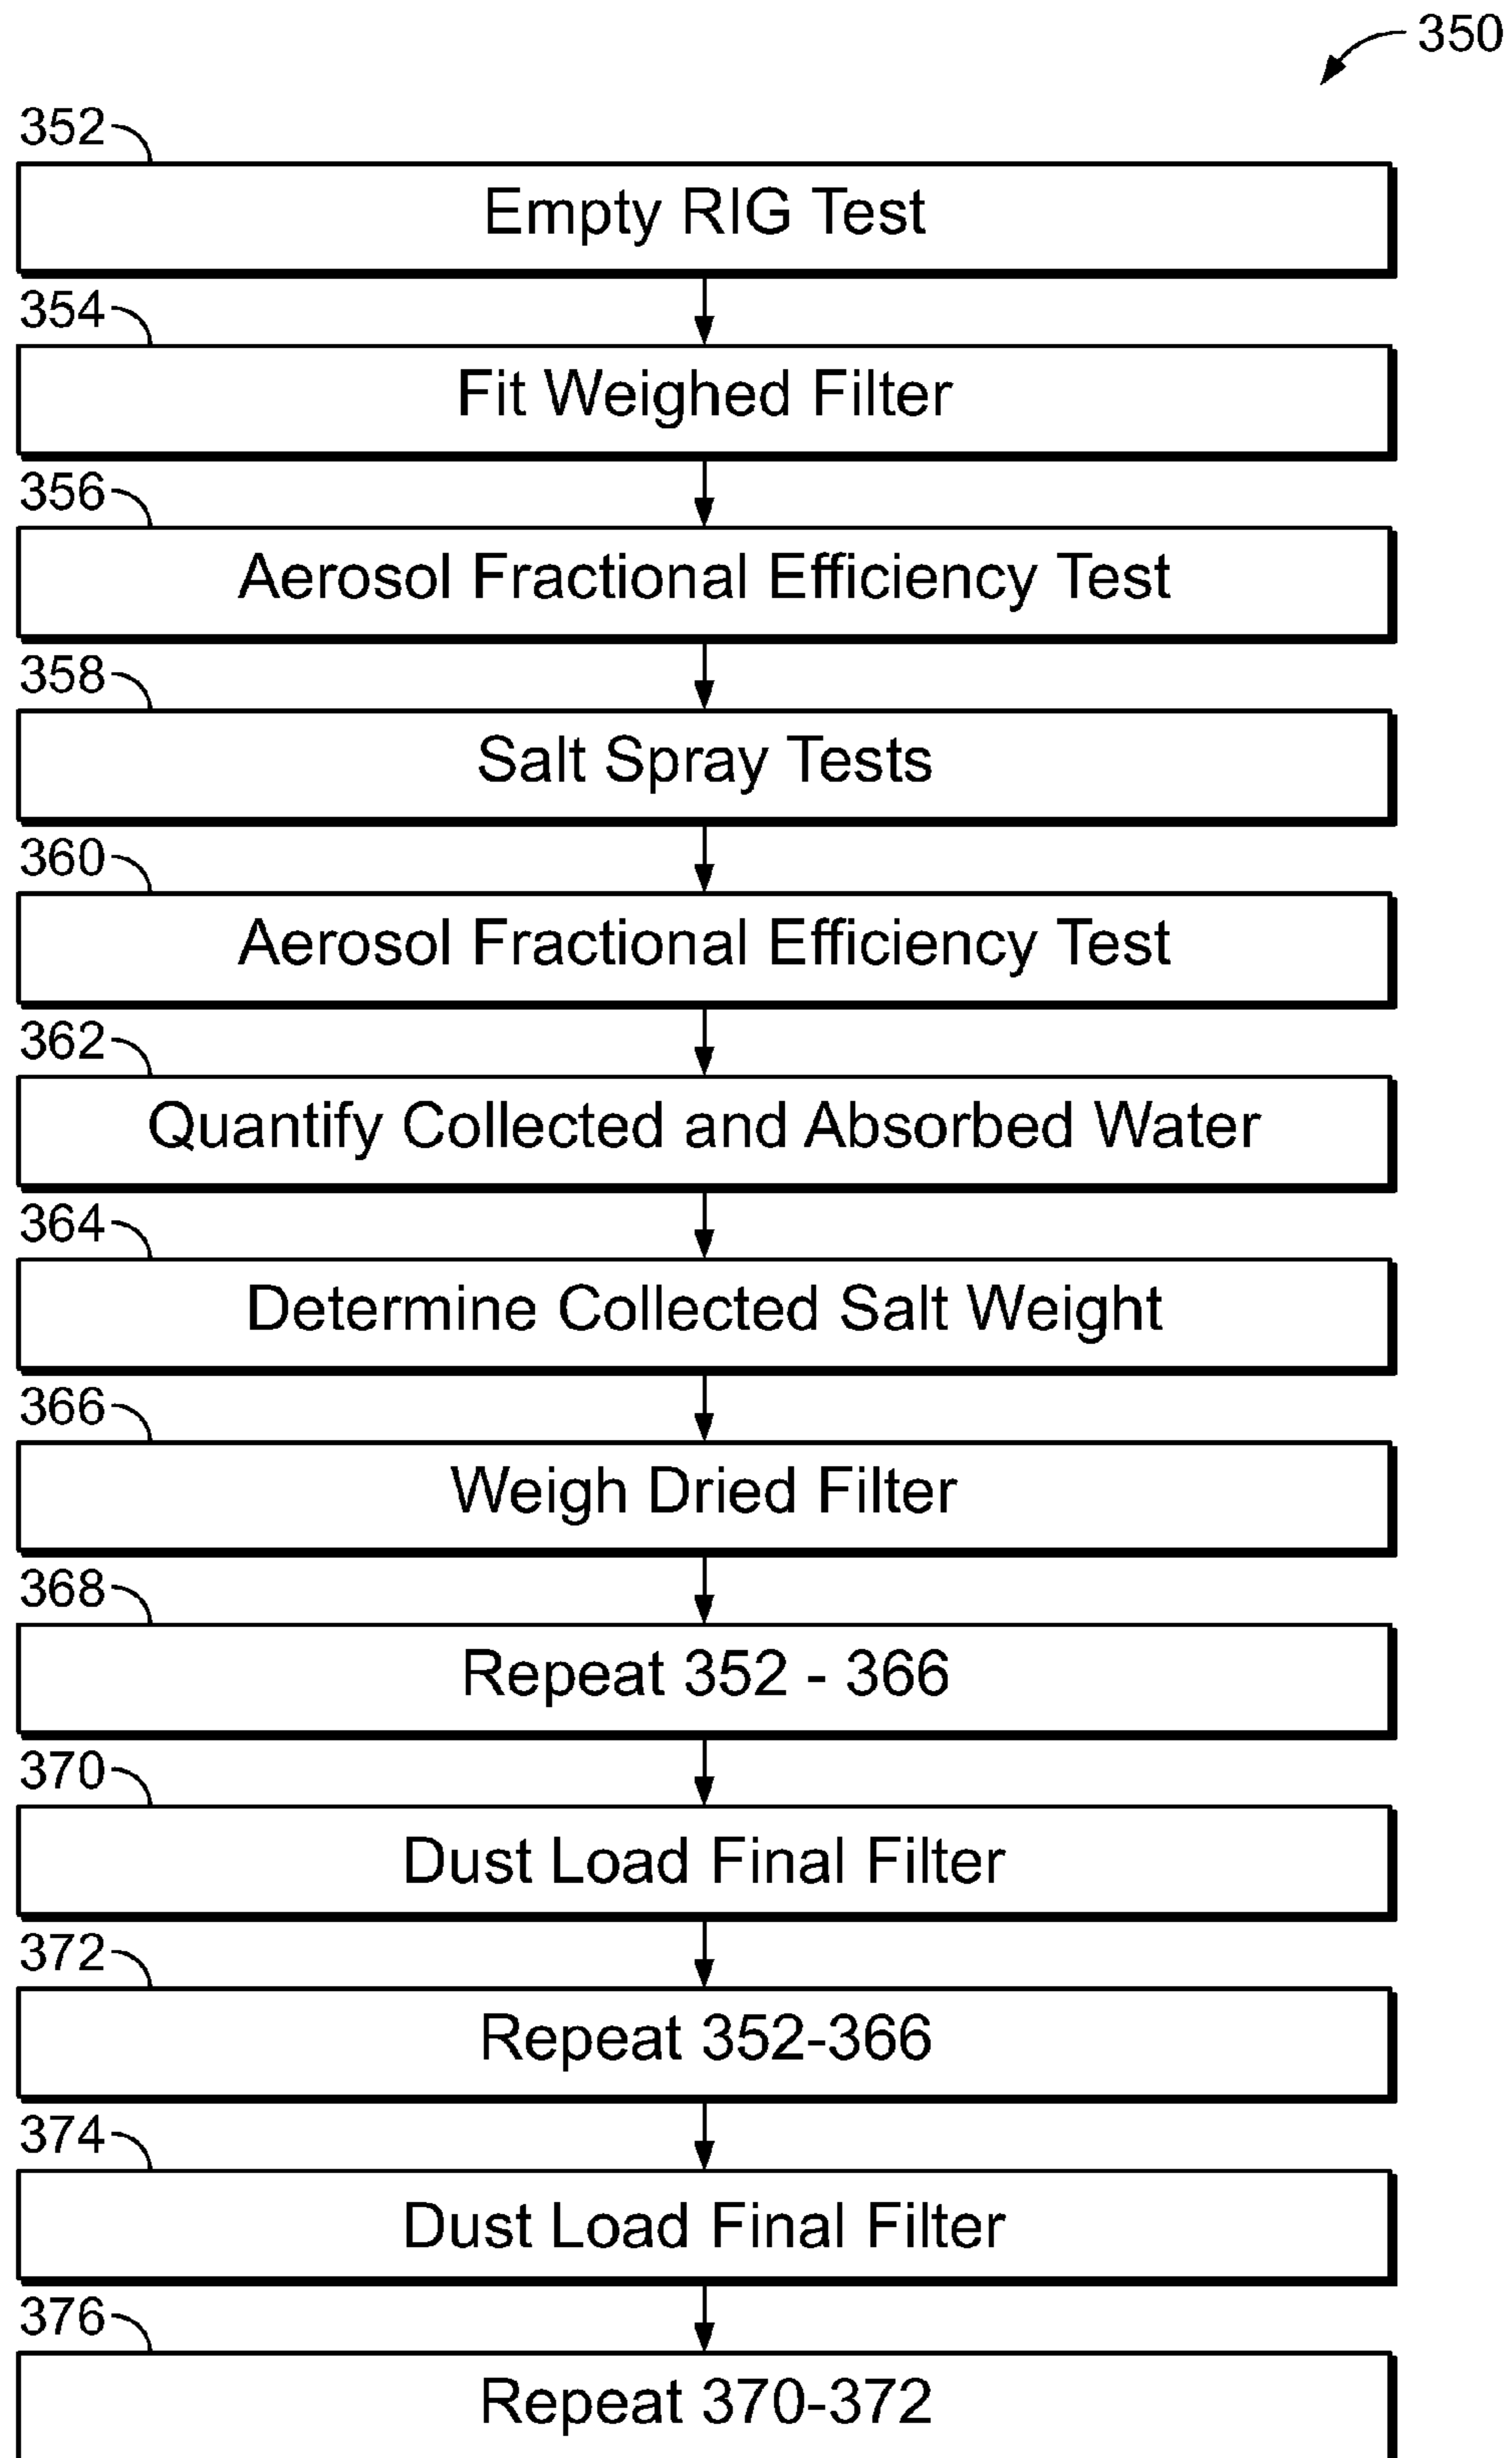 350
352
Empty RIG Test
354
Fit Weighed Filter
356
Aerosol Fractional Efficiency Test
358
Salt Spray Tests
360
Aerosol Fractional Efficiency Test
362
Quantify Collected and Absorbed Water
364
Determine Collected Salt Weight
366
Weigh Dried Filter
368
Repeat 352 - 366
370
Dust Load Final Filter
372
Repeat 352-366
374
Dust Load Final Filter
376
Repeat 370-372